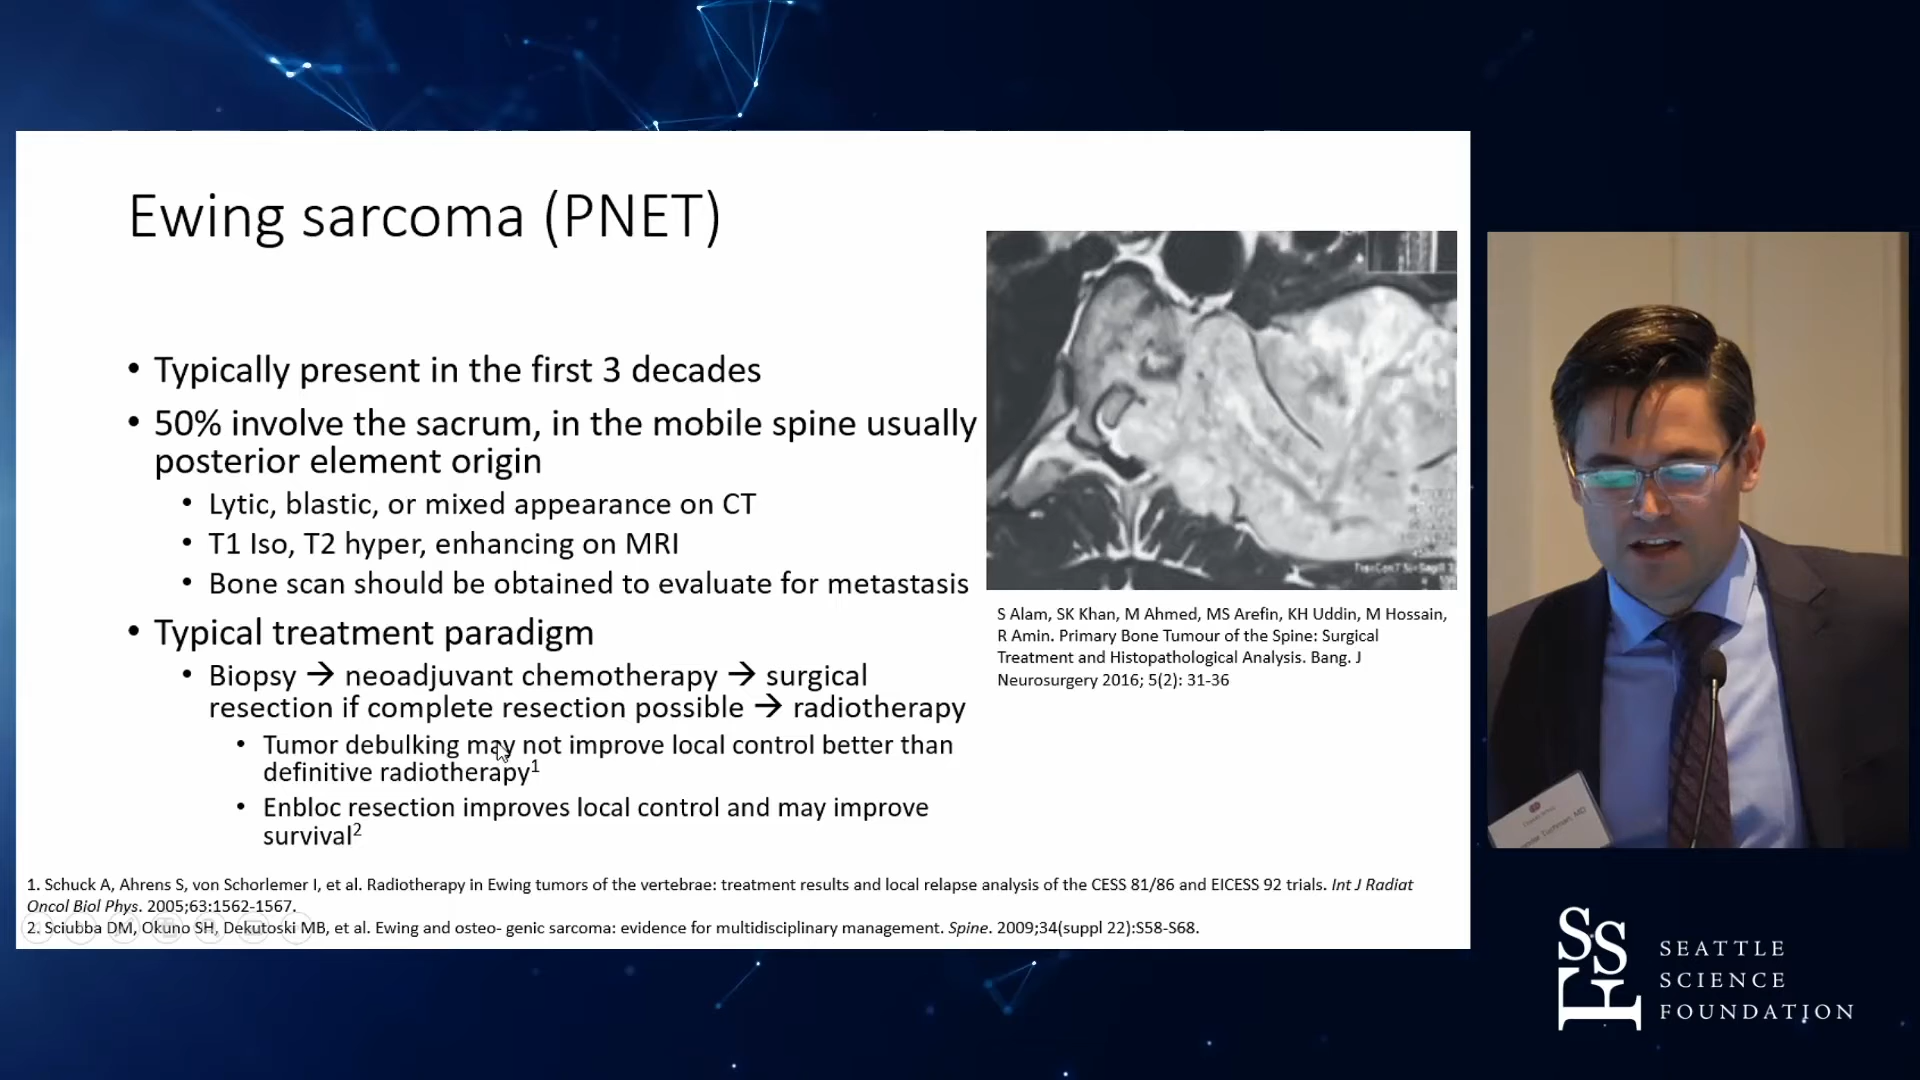 Ewing sarcoma (PNET)
• Typically present in the first 3 decades
• 50% involve the sacrum, in the mobile spine usually
posterior element origin
• Lytic, blastic, or mixed appearance on CT
• T1 Iso, T2 hyper, enhancing on MRI
• Bone scan should be obtained to evaluate for metastasis
• Typical treatment paradigm
• Biopsy → neoadjuvant chemotherapy → surgical
resection if complete resection possible → radiotherapy
• Tumor debulking may not improve local control better than
definitive radiotherapy1
• Enbloc resection improves local control and may improve
survival2
S Alam, SK Khan, M Ahmed, MS Arefin, KH Uddin, M Hossain,
R Amin. Primary Bone Tumour of the Spine: Surgical
Treatment and Histopathological Analysis. Bang. J
Neurosurgery 2016; 5(2): 31-36
1. Schuck A, Ahrens S, von Schorlemer I, et al. Radiotherapy in Ewing tumors of the vertebrae: treatment results and local relapse analysis of the CESS 81/86 and EICESS 92 trials. Int J Radiat
Oncol Biol Phys. 2005;63:1562-1567.
2. Sciubba DM, Okuno SH, Dekutoski MB, et al. Ewing and osteo- genic sarcoma: evidence for multidisciplinary management. Spine. 2009;34(suppl 22):S58-S68.
MD
SSF
SEATTLE
SCIENCE
FOUNDATION